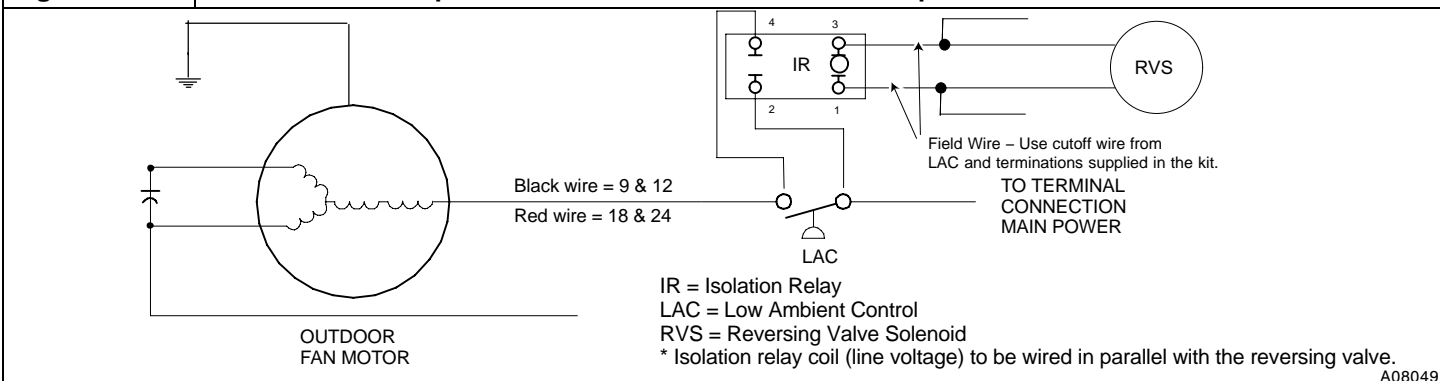 4 3
IR
RVS
2 1
Field Wire – Use cutoff wire from
LAC and terminations supplied in the kit.
Black wire = 9 & 12
Red wire = 18 & 24
TO TERMINAL
CONNECTION
MAIN POWER
LAC
OUTDOOR
FAN MOTOR
IR = Isolation Relay
LAC = Low Ambient Control
RVS = Reversing Valve Solenoid
* Isolation relay coil (line voltage) to be wired in parallel with the reversing valve.
A08049